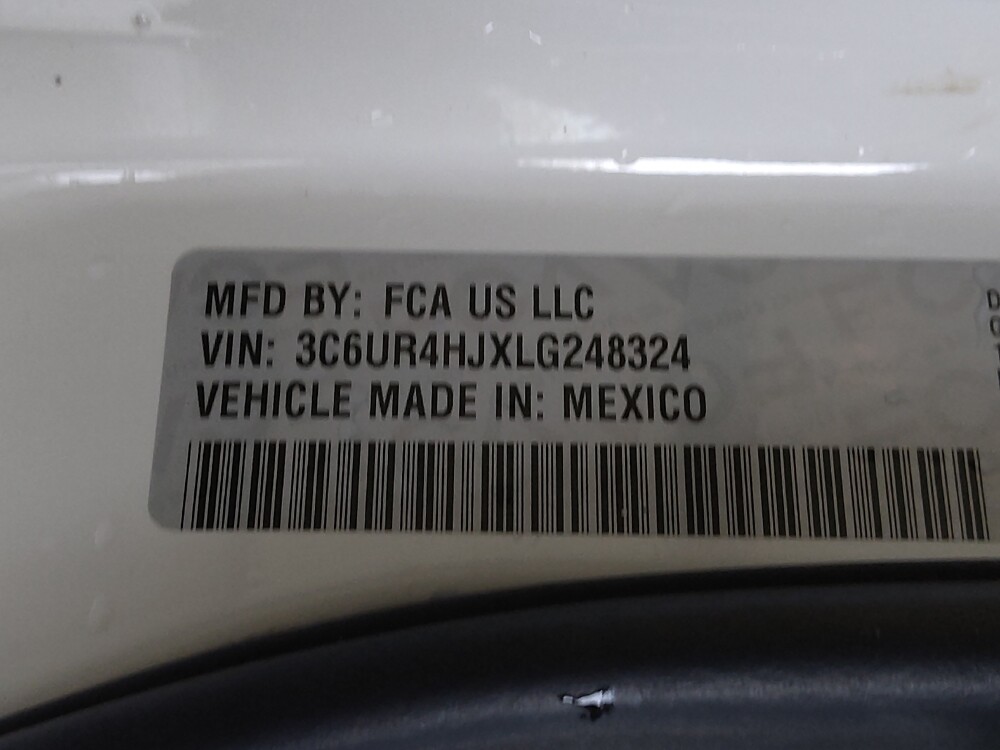 MFD BY: FCA US LLC
VIN: 3C6UR4HJXLG248324
VEHICLE MADE IN: MEXICO